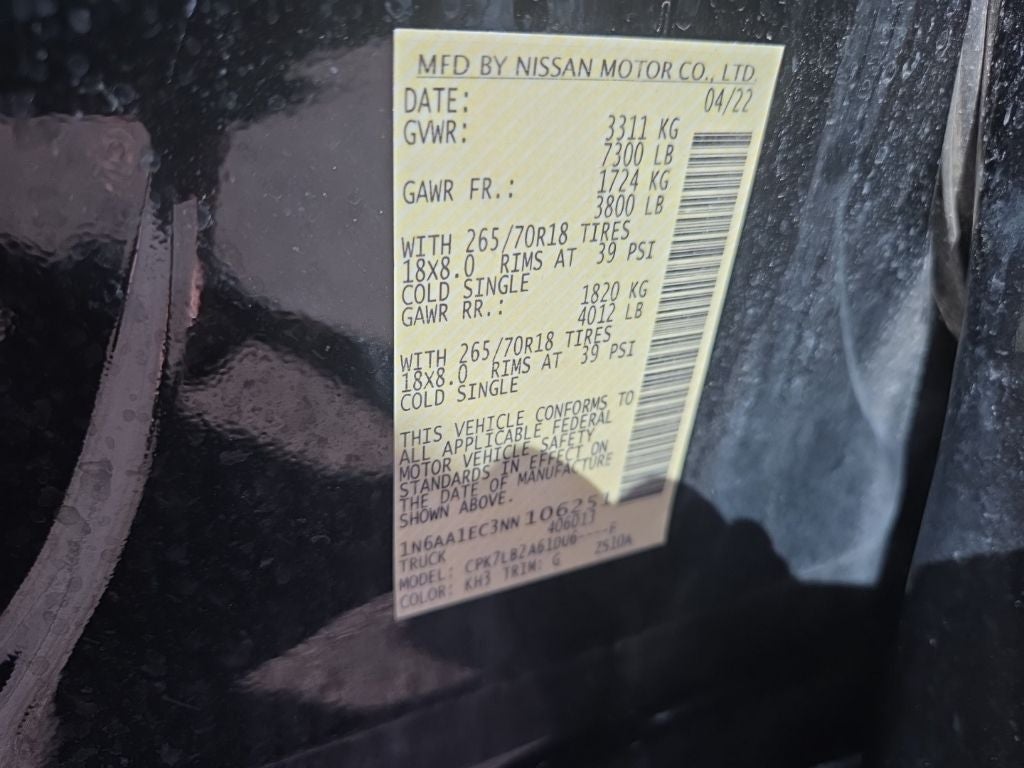 MFD BY NISSAN MOTOR CO., LTD.
DATE: 04/22
GVWR: 3311 KG
7300 LB
GAWR FR.: 1724 KG
3800 LB
WITH 265/70R18 TIRES
18X8.0 RIMS AT 39 PSI
COLD SINGLE
GAWR RR.: 1820 KG
4012 LB
WITH 265/70R18 TIRES
18X8.0 RIMS AT 39 PSI
COLD SINGLE
THIS VEHICLE CONFORMS TO
ALL APPLICABLE FEDERAL
MOTOR VEHICLE SAFETY
STANDARDS IN EFFECT ON
THE DATE OF MANUFACTURE
SHOWN ABOVE.
1N6AA1EC3NN106251
TRUCK 406013
MODEL: CPK7LBZA61DU6----B
COLOR: KH3 TRIM: G ZS10A